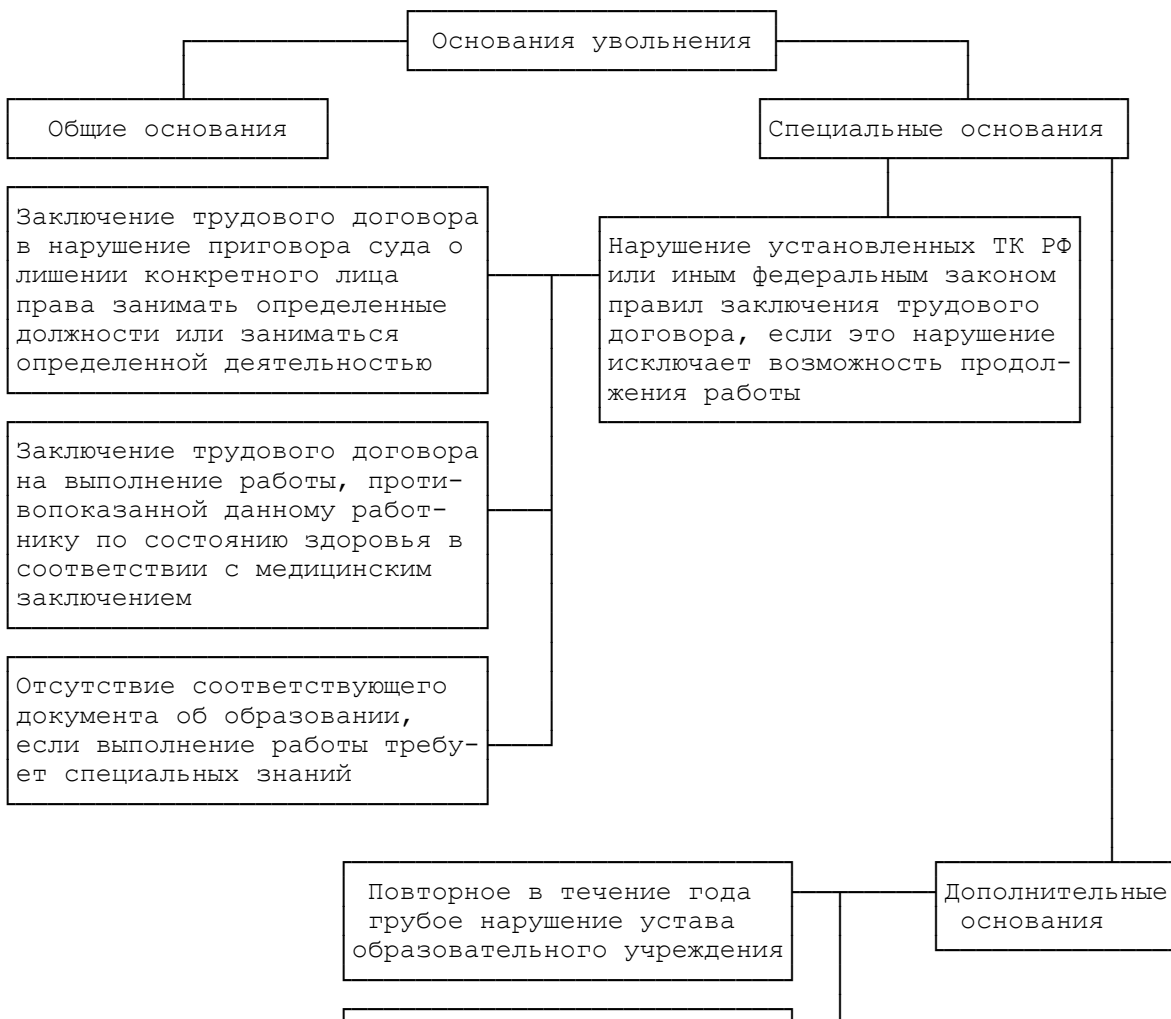 Основания увольнения
Общие основания
Специальные основания
Заключение трудового договора
в нарушение приговора суда о
лишении конкретного лица
права занимать определенные
должности или заниматься
определенной деятельностью
Нарушение установленных ТК РФ
или иным федеральным законом
правил заключения трудового
договора, если это нарушение
исключает возможность продол-
жения работы
Заключение трудового договора
на выполнение работы, проти-
вопоказанной данному работ-
нику по состоянию здоровья в
соответствии с медицинским
заключением
Отсутствие соответствующего
документа об образовании,
если выполнение работы требу-
ет специальных знаний
Повторное в течение года
грубое нарушение устава
образовательного учреждения
Дополнительные
основания